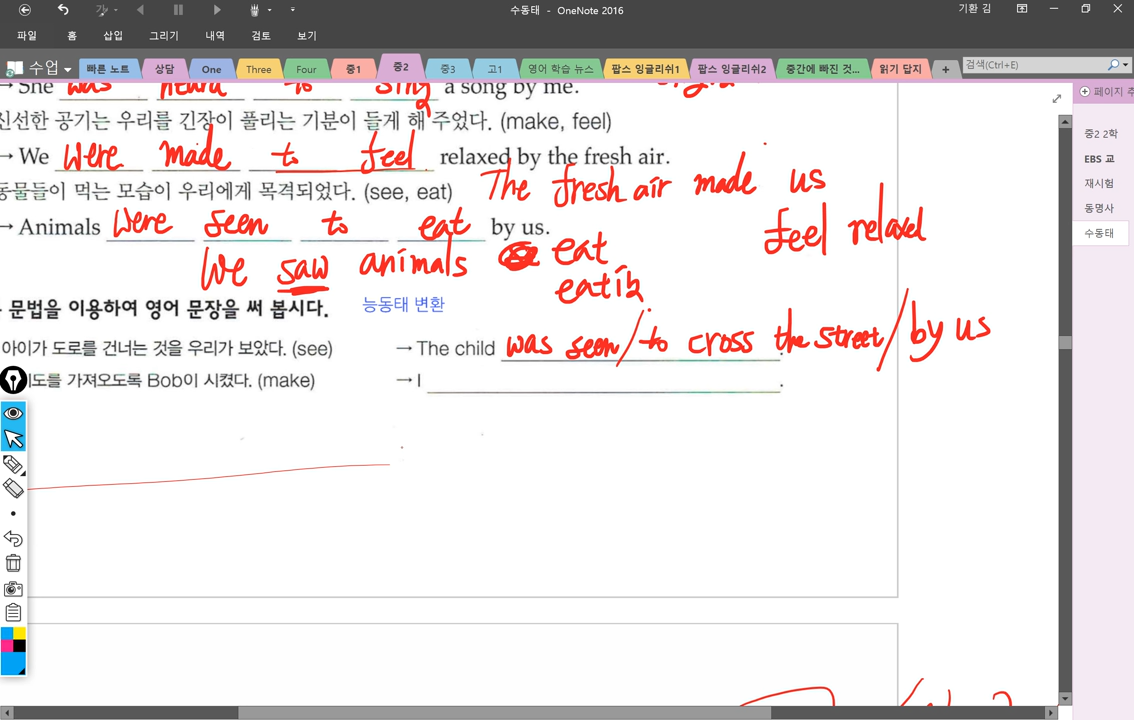 수동태 - OneNote 2016
기환 김
파일 홈 삽입 그리기 내역 검토 보기
수업 빠른 노트 상담 One Three Four 중1 중2 중3 고1 영어 학습 뉴스 팝스 잉글리쉬1 팝스 잉글리쉬2 중간에 빠진 것... 읽기 답지 + 검색(Ctrl+E)
페이지 추
중2 2학
EBS 교
재시험
동명사
수동태
→ She was heard to sing a song by me.
신선한 공기는 우리를 긴장이 풀리는 기분이 들게 해 주었다. (make, feel)
→ We were made to feel relaxed by the fresh air.
The fresh air made us
feel relaxed
동물들이 먹는 모습이 우리에게 목격되었다. (see, eat)
→ Animals were seen to eat by us.
We saw animals eat
eatin
문법을 이용하여 영어 문장을 써 봅시다. 능동태 변환
아이가 도로를 건너는 것을 우리가 보았다. (see) → The child was seen / to cross the street / by us
지도를 가져오도록 Bob이 시켰다. (make) → I .